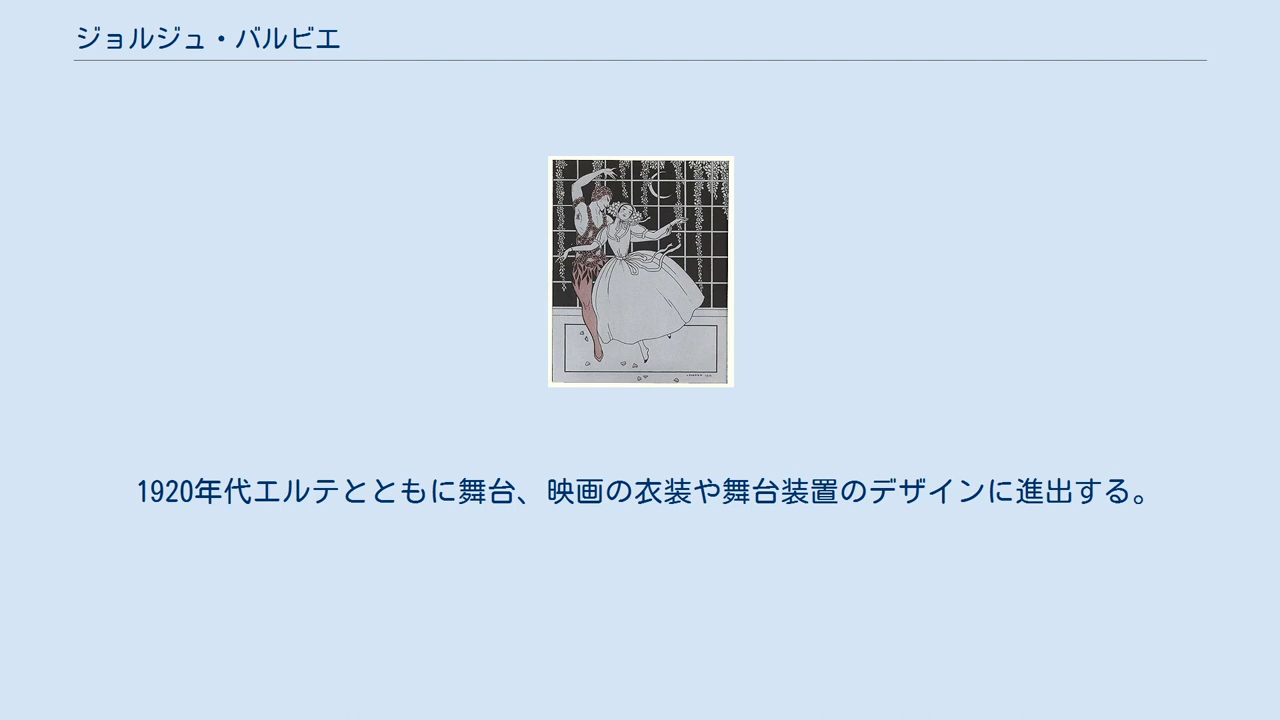 ジョルジュ・バルビエ
1920年代エルテとともに舞台、映画の衣装や舞台装置のデザインに進出する。